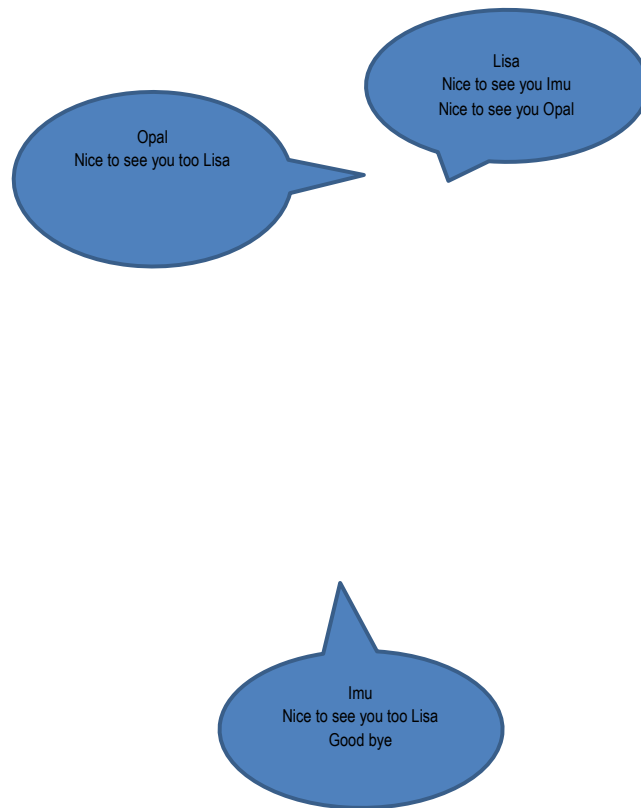 Lisa
Nice to see you Imu
Nice to see you Opal
Opal
Nice to see you too Lisa
Imu
Nice to see you too Lisa
Good bye